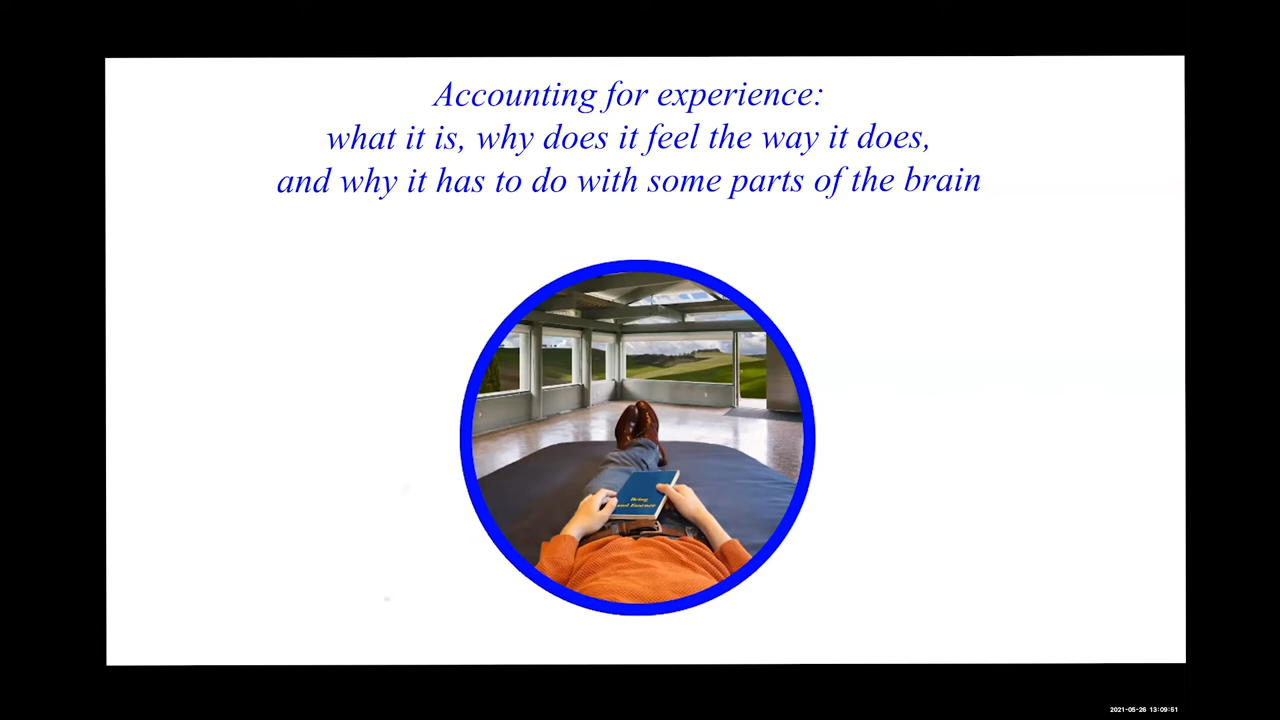 Accounting for experience:
what it is, why does it feel the way it does,
and why it has to do with some parts of the brain
Being
and Essence
2021-05-26 13:09:51